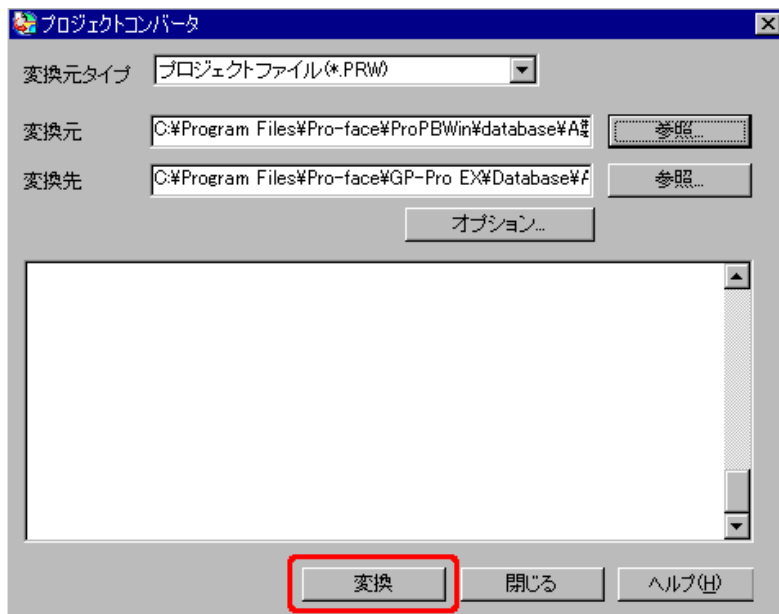 プロジェクトコンバータ
変換元タイプ プロジェクトファイル(*.PRW)
変換元 C:¥Program Files¥Pro-face¥ProPBWin¥database¥A 参照...
変換先 C:¥Program Files¥Pro-face¥GP-Pro EX¥Database¥ 参照...
オプション...
変換 閉じる ヘルプ(H)